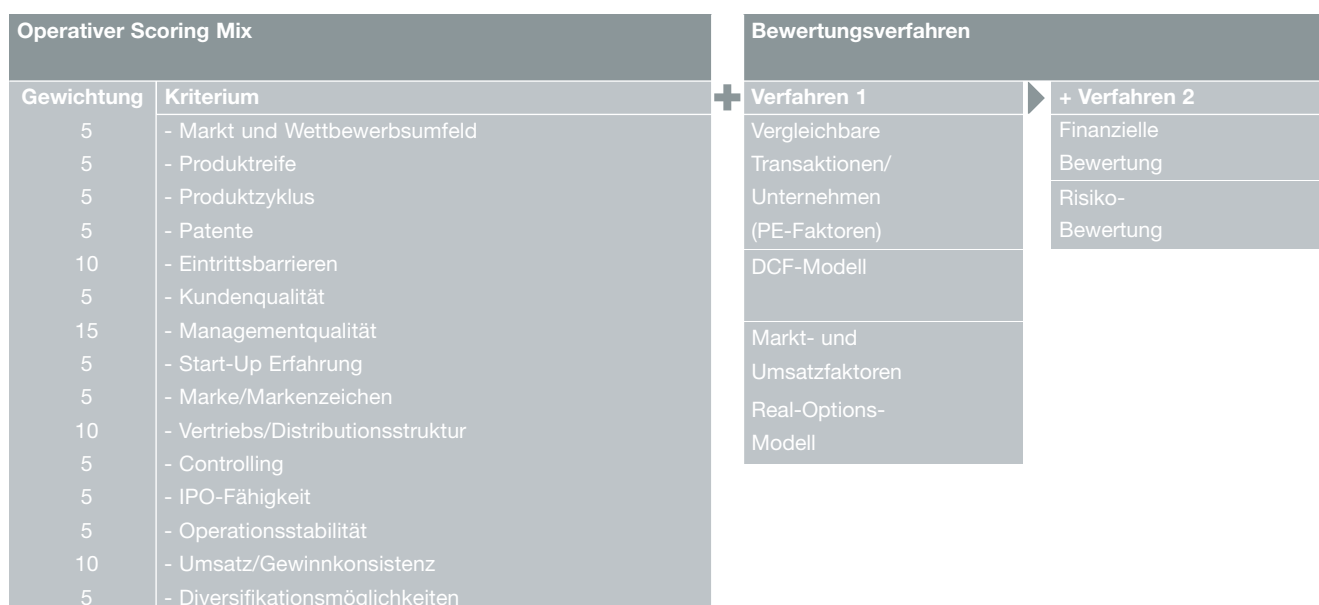 Operativer Scoring Mix
Gewichtung Kriterium
5 - Markt und Wettbewerbsumfeld
5 - Produktreife
5 - Produktzyklus
5 - Patente
10 - Eintrittsbarrieren
5 - Kundenqualität
15 - Managementqualität
5 - Start-Up Erfahrung
5 - Marke/Markenzeichen
10 - Vertriebs/Distributionsstruktur
5 - Controlling
5 - IPO-Fähigkeit
5 - Operationsstabilität
10 - Umsatz/Gewinnkonsistenz
5 - Diversifikationsmöglichkeiten
Bewertungsverfahren
Verfahren 1
Vergleichbare
Transaktionen/
Unternehmen
(PE-Faktoren)
DCF-Modell
Markt- und
Umsatzfaktoren
Real-Options-
Modell
+ Verfahren 2
Finanzielle
Bewertung
Risiko-
Bewertung